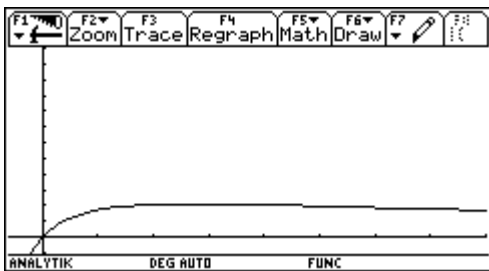 F1 F2 F3 F4 F5 F6 F7
Zoom Trace Regraph Math Draw
ANALYTIK DEG AUTO FUNC